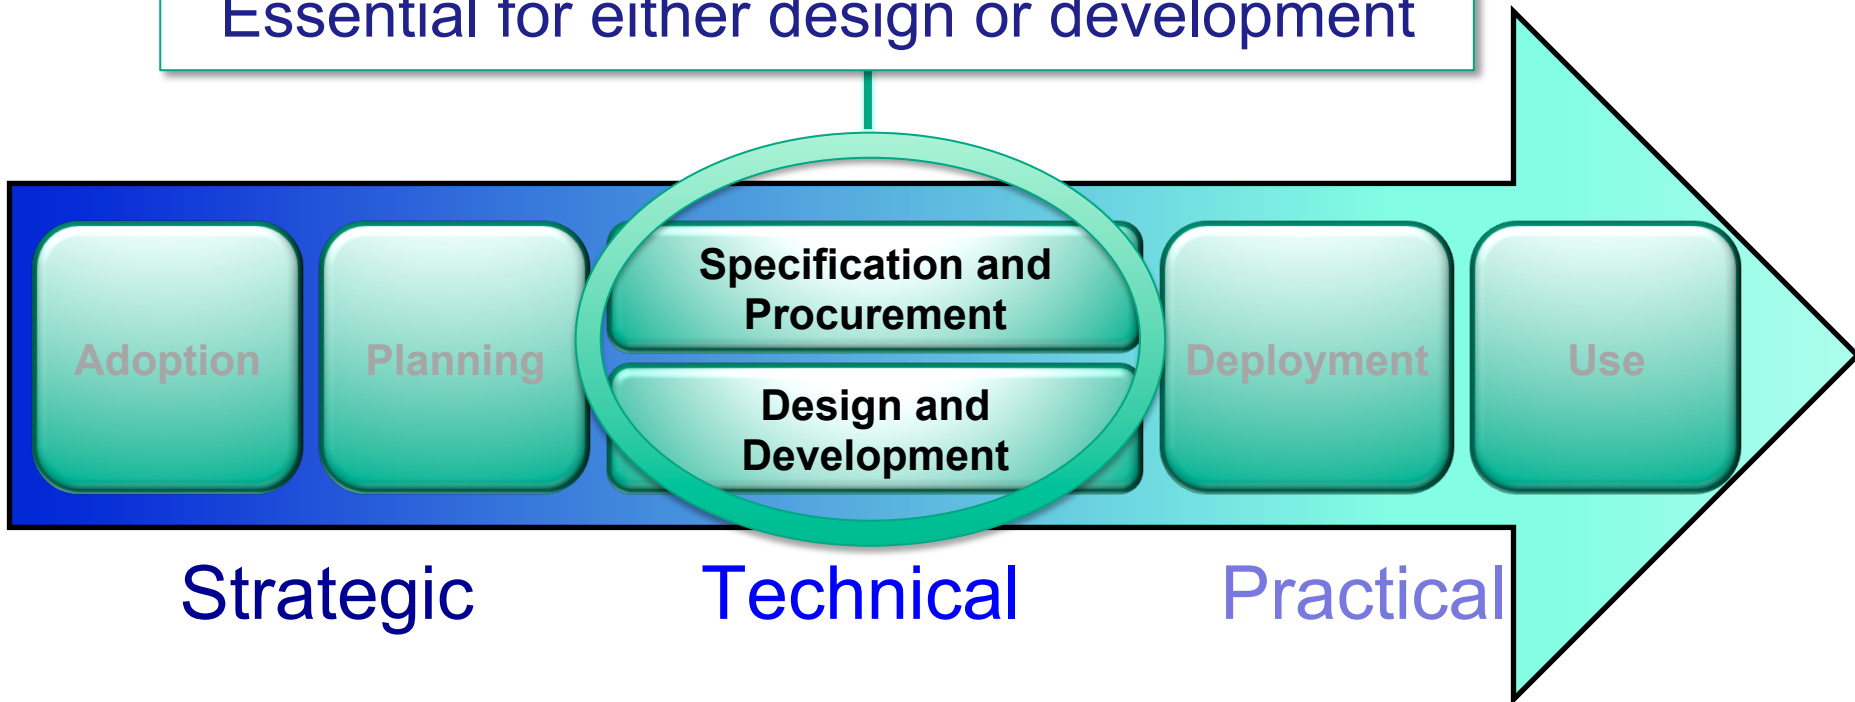 Essential for either design or development
Specification and
Procurement
Adoption
Planning
Design and
Development
Deployment
Use
Strategic
Technical
Practical